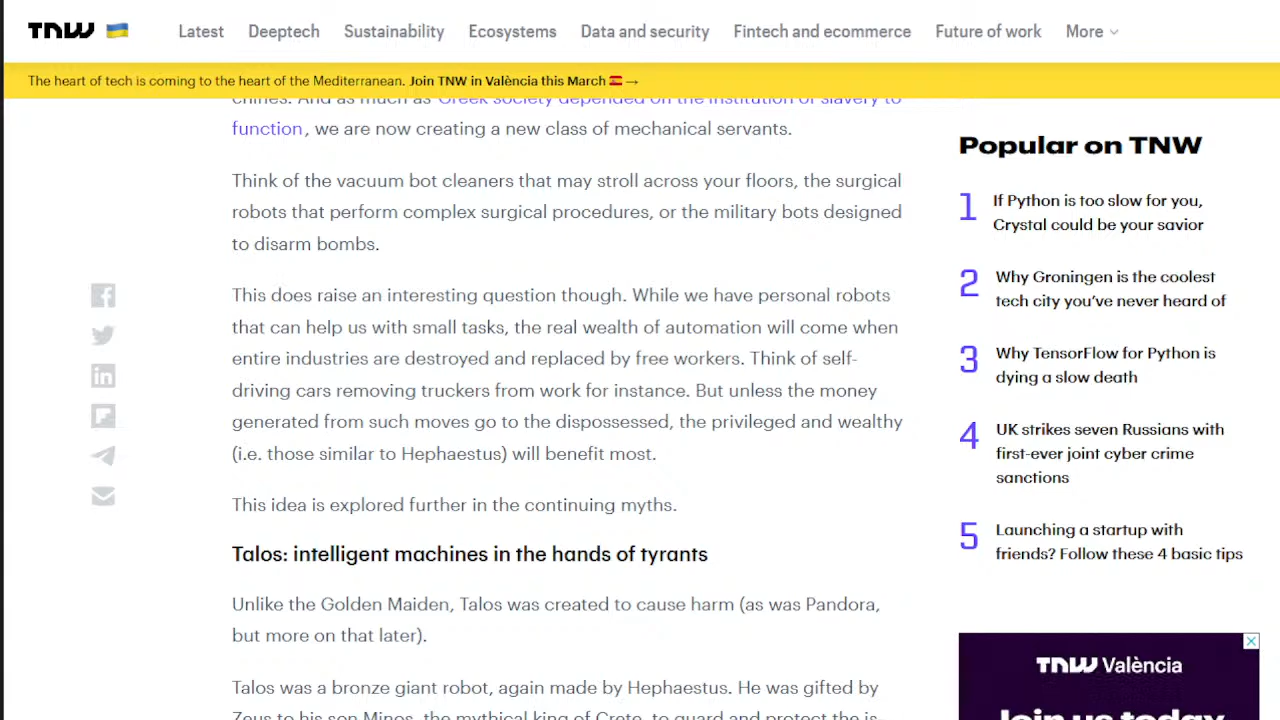 TNW
Latest
Deeptech
Sustainability
Ecosystems
Data and security
Fintech and ecommerce
Future of work
More
The heart of tech is coming to the heart of the Mediterranean. Join TNW in València this March →
chines. And as much as Greek society depended on the institution of slavery to
function, we are now creating a new class of mechanical servants.
Think of the vacuum bot cleaners that may stroll across your floors, the surgical
robots that perform complex surgical procedures, or the military bots designed
to disarm bombs.
This does raise an interesting question though. While we have personal robots
that can help us with small tasks, the real wealth of automation will come when
entire industries are destroyed and replaced by free workers. Think of self-
driving cars removing truckers from work for instance. But unless the money
generated from such moves go to the dispossessed, the privileged and wealthy
(i.e. those similar to Hephaestus) will benefit most.
This idea is explored further in the continuing myths.
Talos: intelligent machines in the hands of tyrants
Unlike the Golden Maiden, Talos was created to cause harm (as was Pandora,
but more on that later).
Talos was a bronze giant robot, again made by Hephaestus. He was gifted by
Zeus to his son Minos, the mythical king of Crete, to guard and protect the is-
Popular on TNW
1
If Python is too slow for you,
Crystal could be your savior
2
Why Groningen is the coolest
tech city you've never heard of
3
Why TensorFlow for Python is
dying a slow death
4
UK strikes seven Russians with
first-ever joint cyber crime
sanctions
5
Launching a startup with
friends? Follow these 4 basic tips
TNW València
Join us today